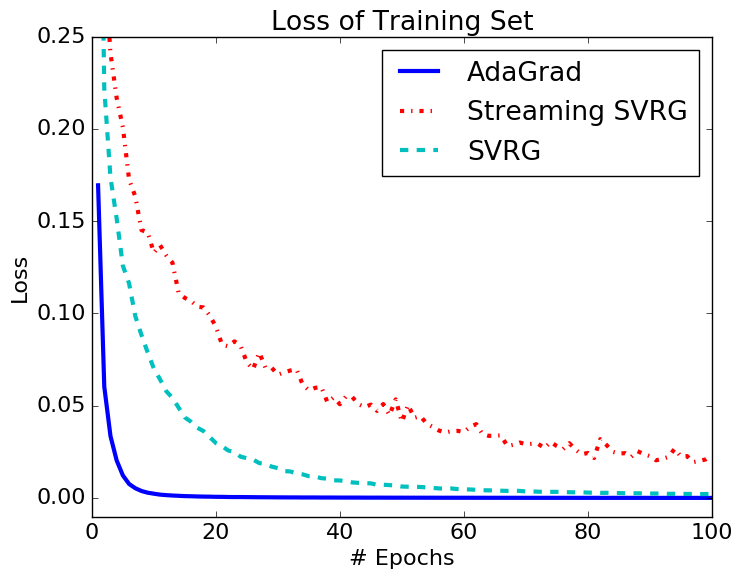 Loss of Training Set
0.25
0.20
0.15
0.10
0.05
0.00
Loss
AdaGrad
Streaming SVRG
SVRG
0 20 40 60 80 100
# Epochs